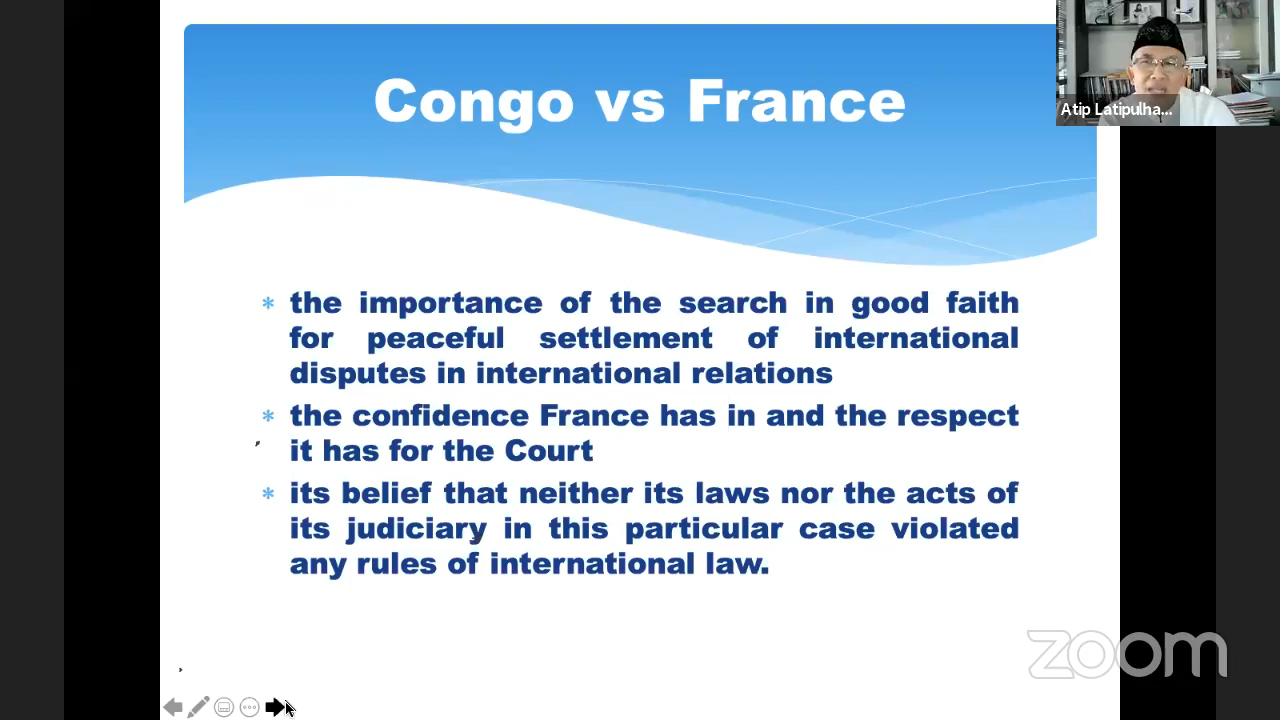 Congo vs France
Atip Latipulha...
* the importance of the search in good faith
for peaceful settlement of international
disputes in international relations
* the confidence France has in and the respect
it has for the Court
* its belief that neither its laws nor the acts of
its judiciary in this particular case violated
any rules of international law.
zoom